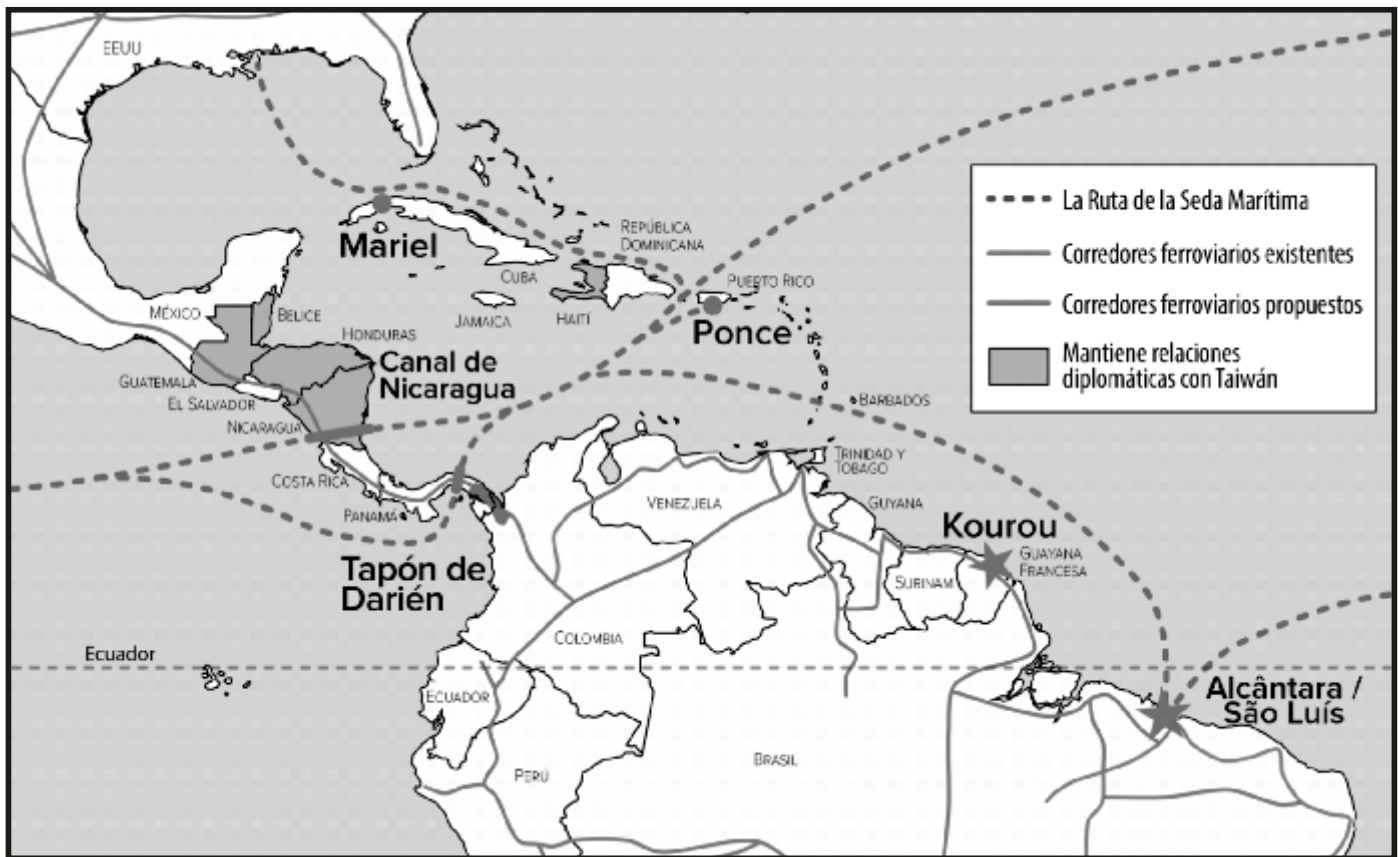 EEUU
La Ruta de la Seda Marítima
Corredores ferroviarios existentes
Corredores ferroviarios propuestos
Mantiene relaciones
diplomáticas con Taiwán
Mariel
CUBA
REPÚBLICA
DOMINICANA
PUERTO RICO
JAMAICA
HAITÍ
Ponce
MÉXICO
BELICE
HONDURAS
Canal de
Nicaragua
GUATEMALA
EL SALVADOR
NICARAGUA
BARBADOS
COSTA RICA
PANAMÁ
TRINIDAD Y
TOBAGO
VENEZUELA
GUYANA
Kourou
GUAYANA
FRANCESA
SURINAM
Tapón de
Darién
COLOMBIA
Ecuador
ECUADOR
Alcântara /
São Luís
PERÚ
BRASIL